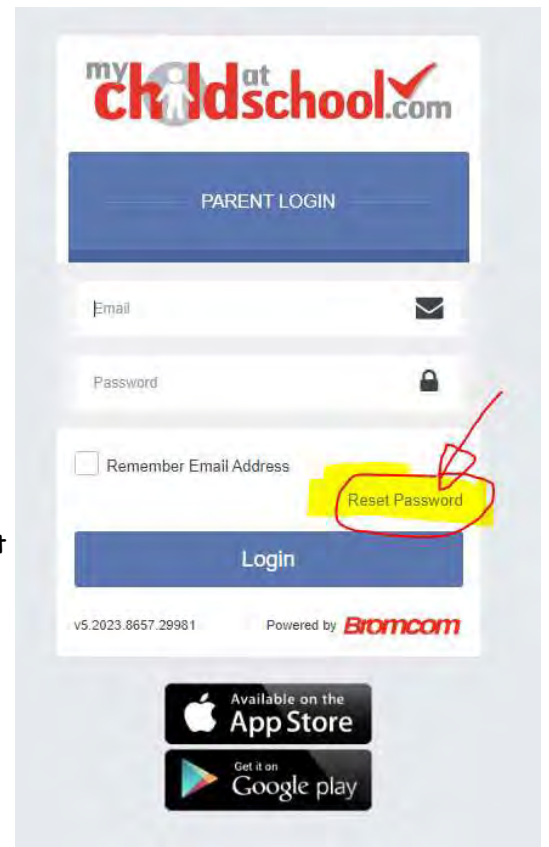 my child at school.com
PARENT LOGIN
Email
Password
Remember Email Address
Reset Password
Login
v5.2023.8657.29981 Powered by Bromcom
Available on the
App Store
Get it on
Google play